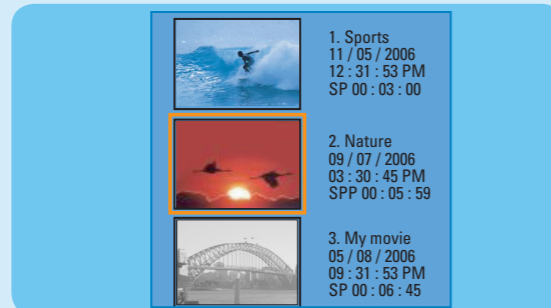 1. Sports
11 / 05 / 2006
12 : 31 : 53 PM
SP 00 : 03 : 00
2. Nature
09 / 07 / 2006
03 : 30 : 45 PM
SPP 00 : 05 : 59
3. My movie
05 / 08 / 2006
09 : 31 : 53 PM
SP 00 : 06 : 45